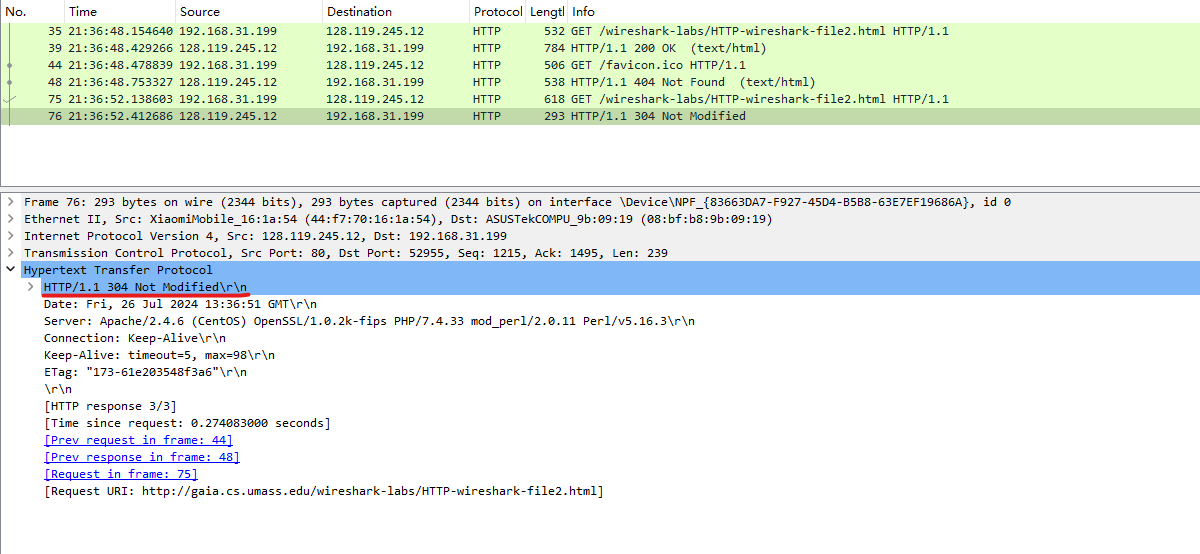 No. Time Source Destination Protocol Lengtl Info
35 21:36:48.154640 192.168.31.199 128.119.245.12 HTTP 532 GET /wireshark-labs/HTTP-wireshark-file2.html HTTP/1.1
39 21:36:48.429266 128.119.245.12 192.168.31.199 HTTP 784 HTTP/1.1 200 OK (text/html)
44 21:36:48.478839 192.168.31.199 128.119.245.12 HTTP 506 GET /favicon.ico HTTP/1.1
48 21:36:48.753327 128.119.245.12 192.168.31.199 HTTP 538 HTTP/1.1 404 Not Found (text/html)
75 21:36:52.138603 192.168.31.199 128.119.245.12 HTTP 618 GET /wireshark-labs/HTTP-wireshark-file2.html HTTP/1.1
76 21:36:52.412686 128.119.245.12 192.168.31.199 HTTP 293 HTTP/1.1 304 Not Modified
Frame 76: 293 bytes on wire (2344 bits), 293 bytes captured (2344 bits) on interface \Device\NPF_{83663DA7-F927-45D4-B5B8-63E7EF19686A}, id 0
Ethernet II, Src: XiaomiMobile_16:1a:54 (44:f7:70:16:1a:54), Dst: ASUSTekCOMPU_9b:09:19 (08:bf:b8:9b:09:19)
Internet Protocol Version 4, Src: 128.119.245.12, Dst: 192.168.31.199
Transmission Control Protocol, Src Port: 80, Dst Port: 52955, Seq: 1215, Ack: 1495, Len: 239
Hypertext Transfer Protocol
HTTP/1.1 304 Not Modified\r\n
Date: Fri, 26 Jul 2024 13:36:51 GMT\r\n
Server: Apache/2.4.6 (CentOS) OpenSSL/1.0.2k-fips PHP/7.4.33 mod_perl/2.0.11 Perl/v5.16.3\r\n
Connection: Keep-Alive\r\n
Keep-Alive: timeout=5, max=98\r\n
ETag: "173-61e203548f3a6"\r\n
\r\n
[HTTP response 3/3]
[Time since request: 0.274083000 seconds]
[Prev request in frame: 44]
[Prev response in frame: 48]
[Request in frame: 75]
[Request URI: http://gaia.cs.umass.edu/wireshark-labs/HTTP-wireshark-file2.html]